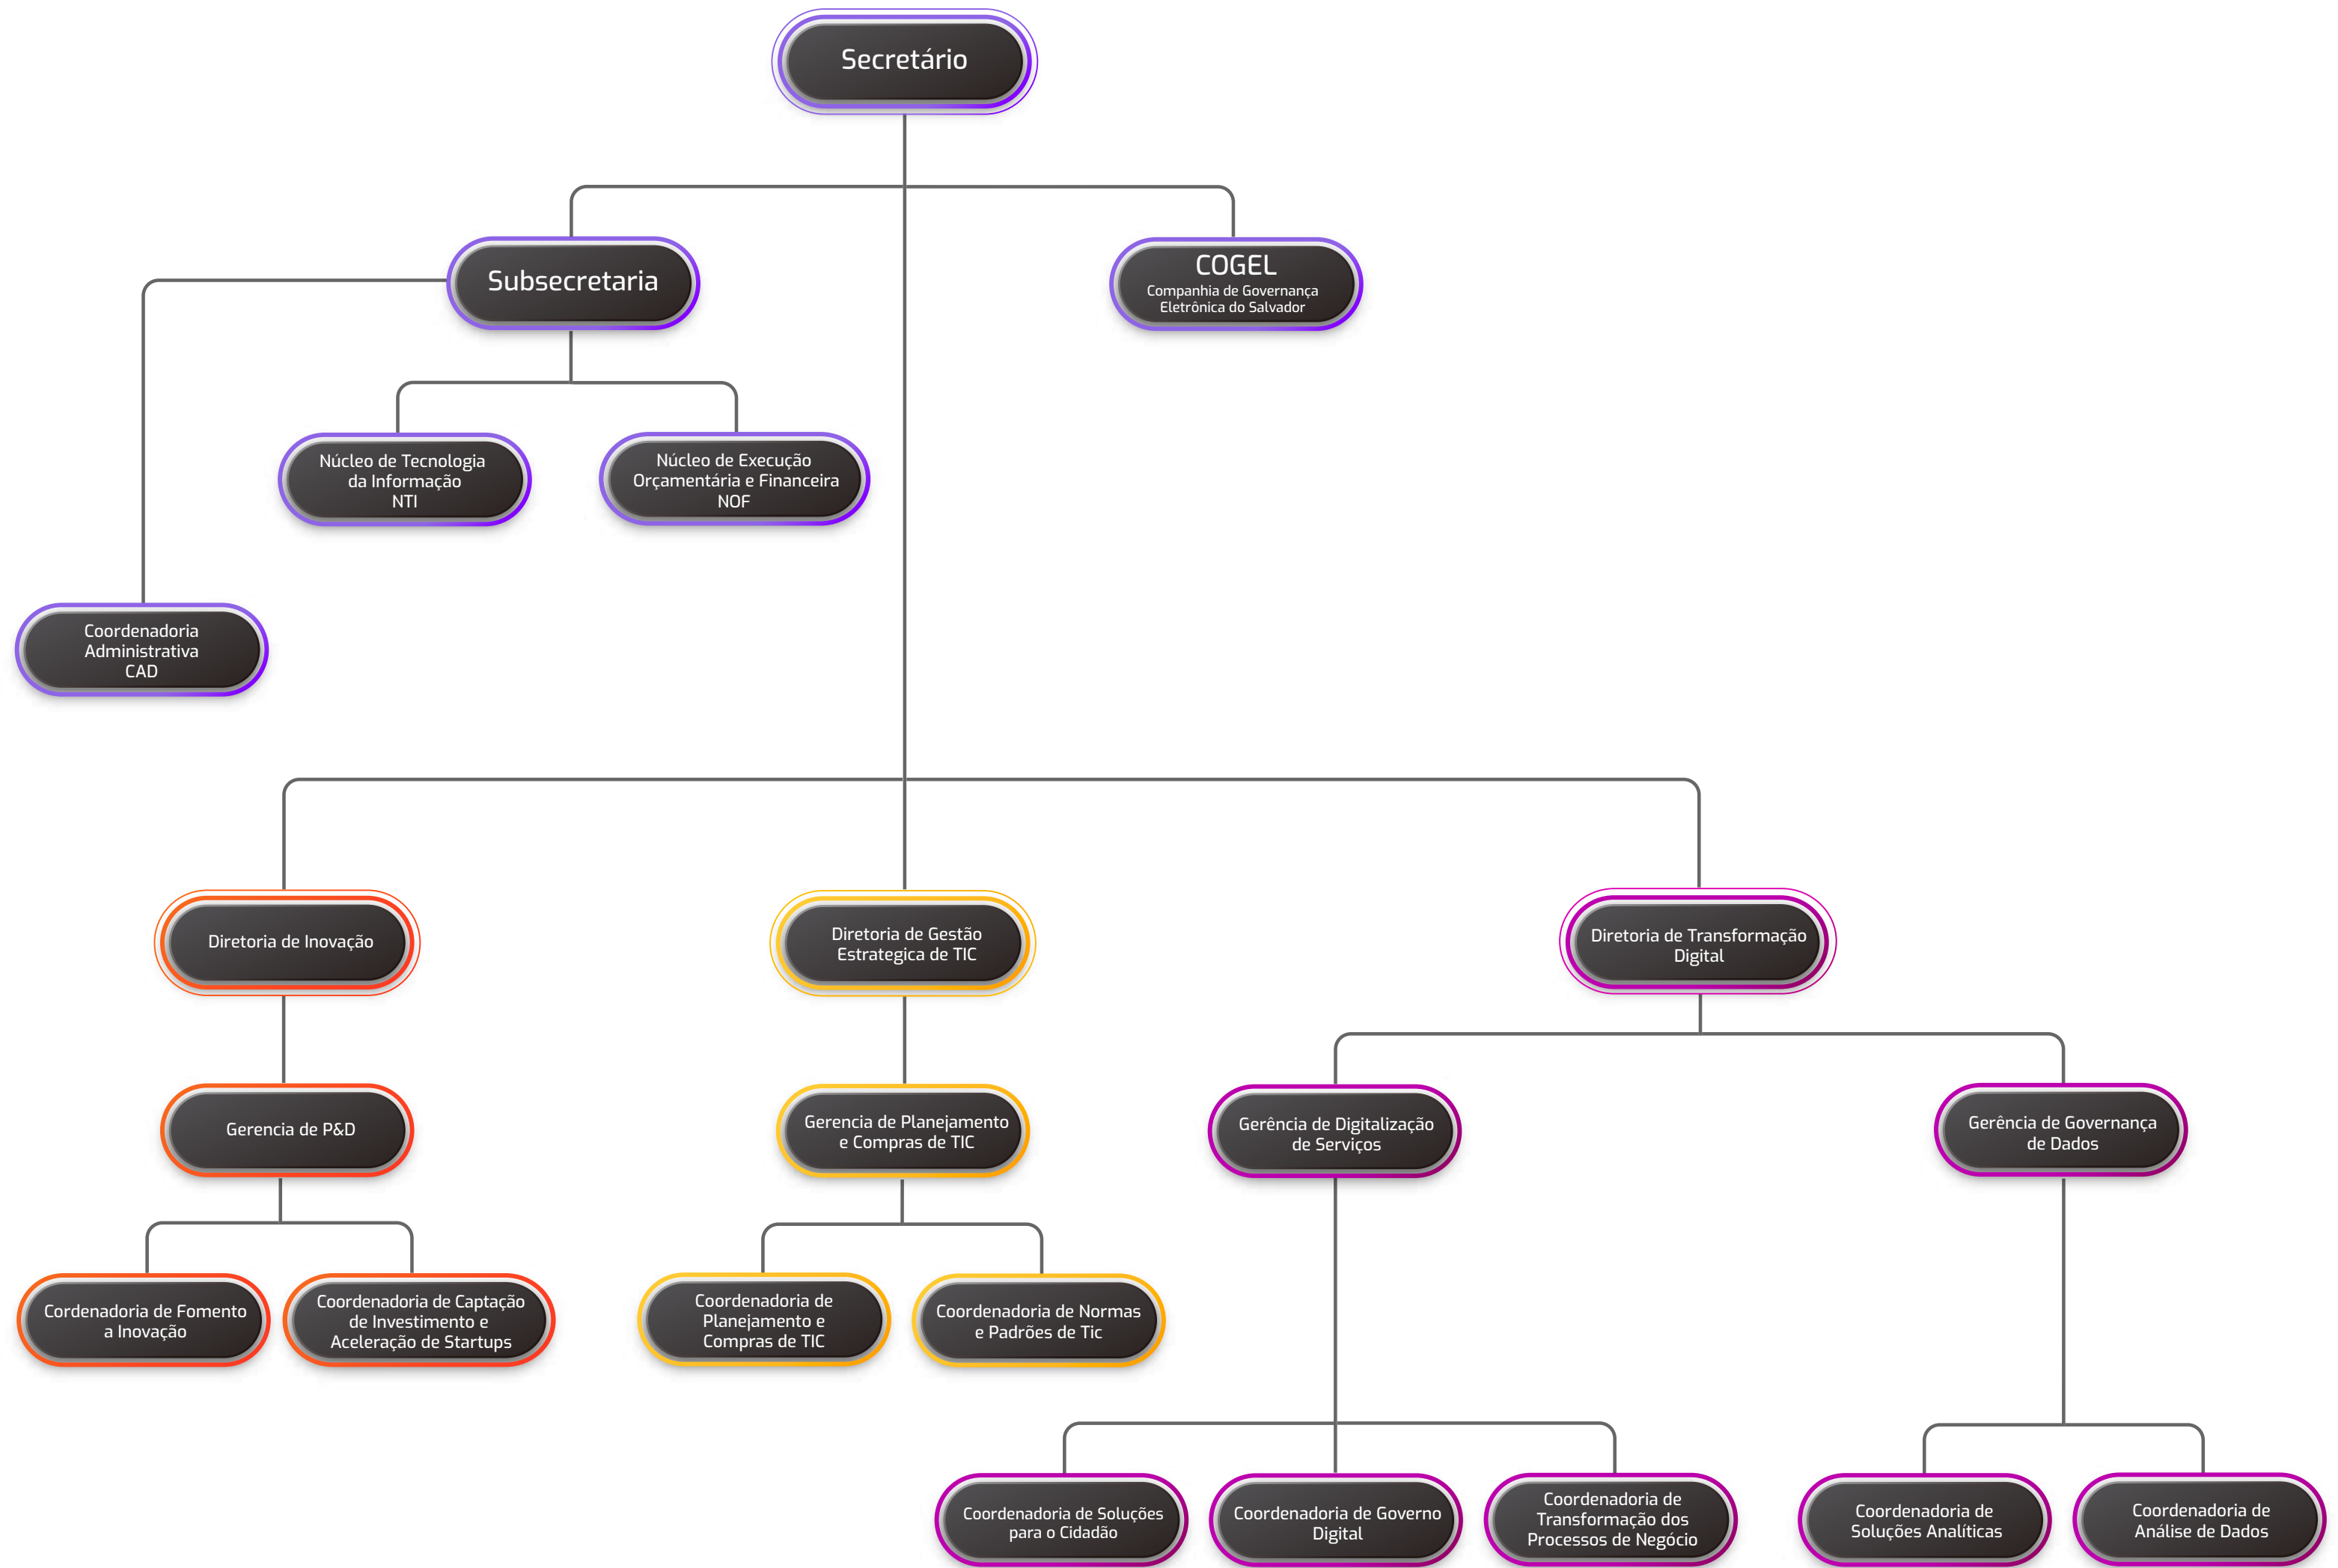 Secretário
Subsecretaria
COGEL
Companhia de Governança
Eletrônica do Salvador
Núcleo de Tecnologia
da Informação
NTI
Núcleo de Execução
Orçamentária e Financeira
NOF
Coordenadoria
Administrativa
CAD
Diretoria de Inovação
Diretoria de Gestão
Estrategica de TIC
Diretoria de Transformação
Digital
Gerencia de P&D
Gerencia de Planejamento
e Compras de TIC
Gerência de Digitalização
de Serviços
Gerência de Governança
de Dados
Cordenadoria de Fomento
a Inovação
Coordenadoria de Captação
de Investimento e
Aceleração de Startups
Coordenadoria de
Planejamento e
Compras de TIC
Coordenadoria de Normas
e Padrões de Tic
Coordenadoria de Soluções
para o Cidadão
Coordenadoria de Governo
Digital
Coordenadoria de
Transformação dos
Processos de Negócio
Coordenadoria de
Soluções Analíticas
Coordenadoria de
Análise de Dados